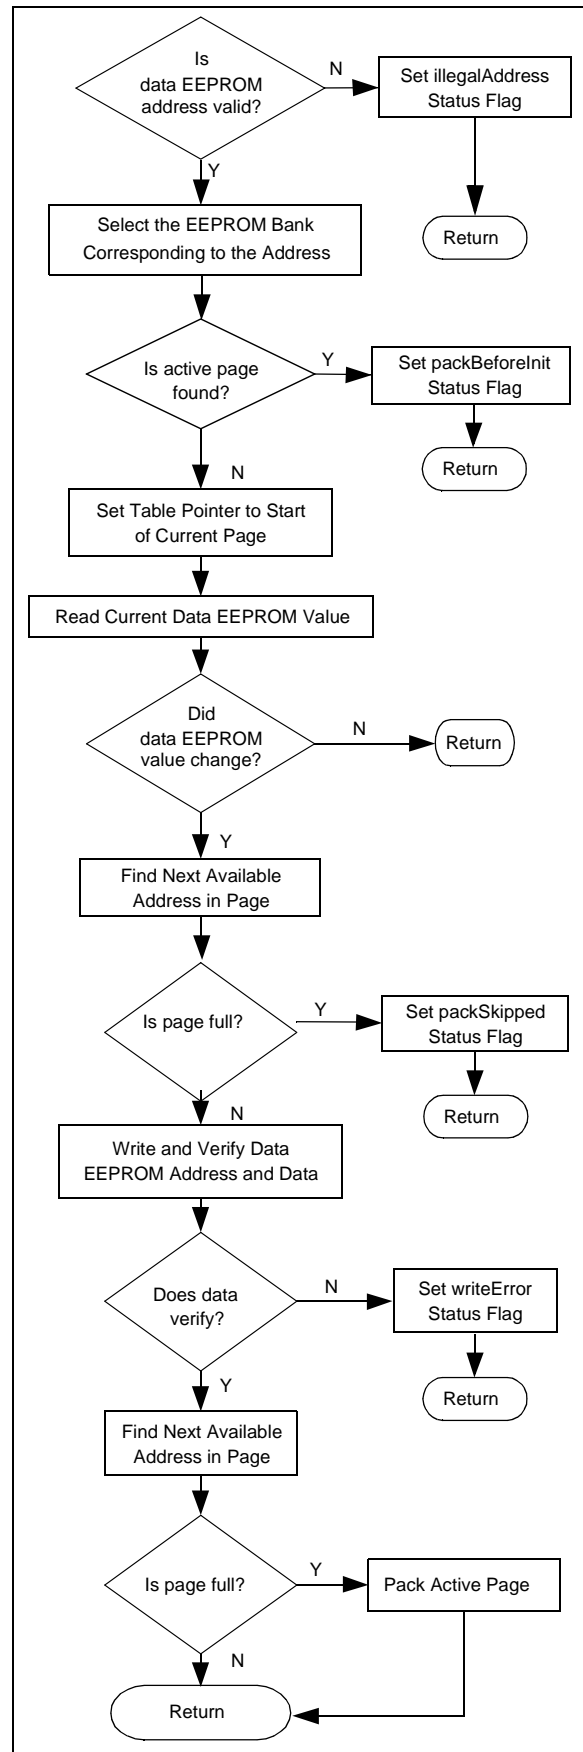 Is
data EEPROM
address valid?
N
Set illegalAddress
Status Flag
Return
Y
Select the EEPROM Bank
Corresponding to the Address
Is active page
found?
Y
Set packBeforeInit
Status Flag
Return
N
Set Table Pointer to Start
of Current Page
Read Current Data EEPROM Value
Did
data EEPROM
value change?
N
Return
Y
Find Next Available
Address in Page
Is page full?
Y
Set packSkipped
Status Flag
Return
N
Write and Verify Data
EEPROM Address and Data
Does data
verify?
N
Set writeError
Status Flag
Return
Y
Find Next Available
Address in Page
Is page full?
Y
Pack Active Page
N
Return